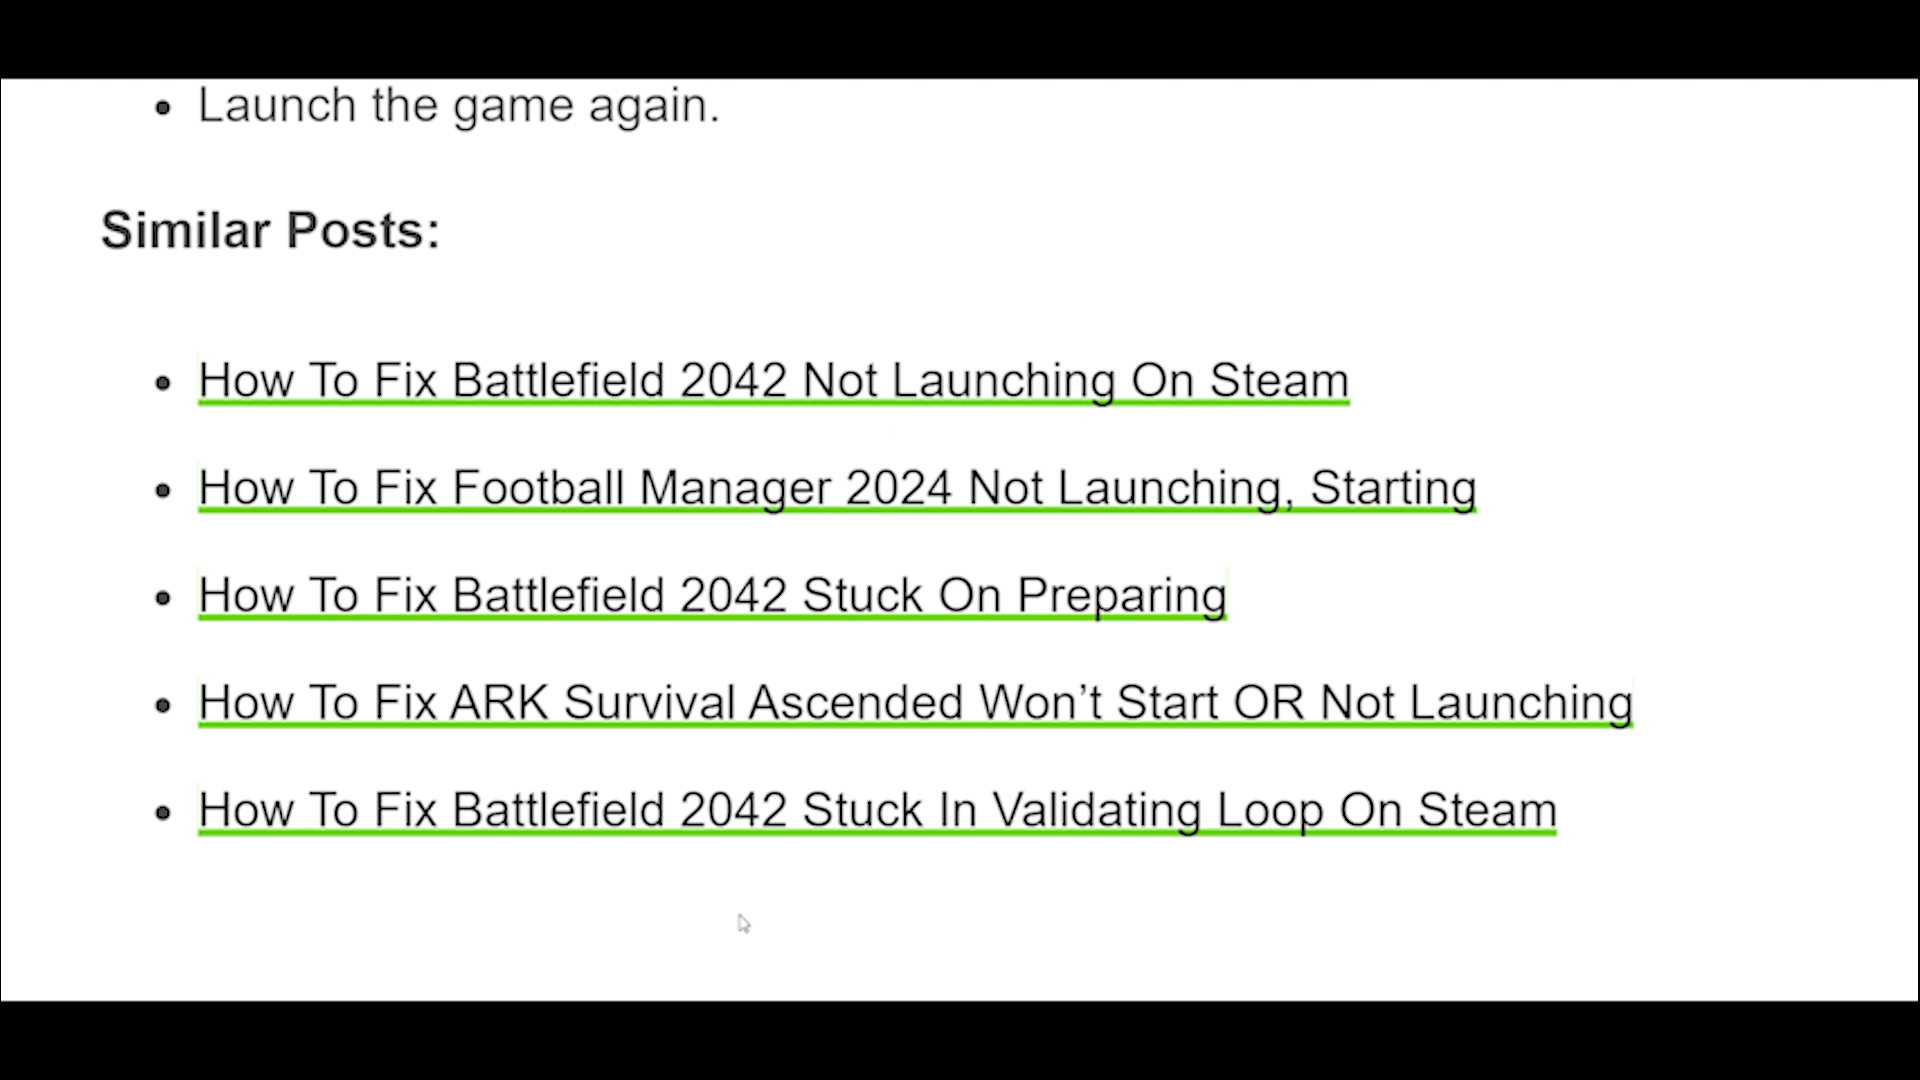 Launch the game again.
Similar Posts:
How To Fix Battlefield 2042 Not Launching On Steam
How To Fix Football Manager 2024 Not Launching, Starting
How To Fix Battlefield 2042 Stuck On Preparing
How To Fix ARK Survival Ascended Won’t Start OR Not Launching
How To Fix Battlefield 2042 Stuck In Validating Loop On Steam